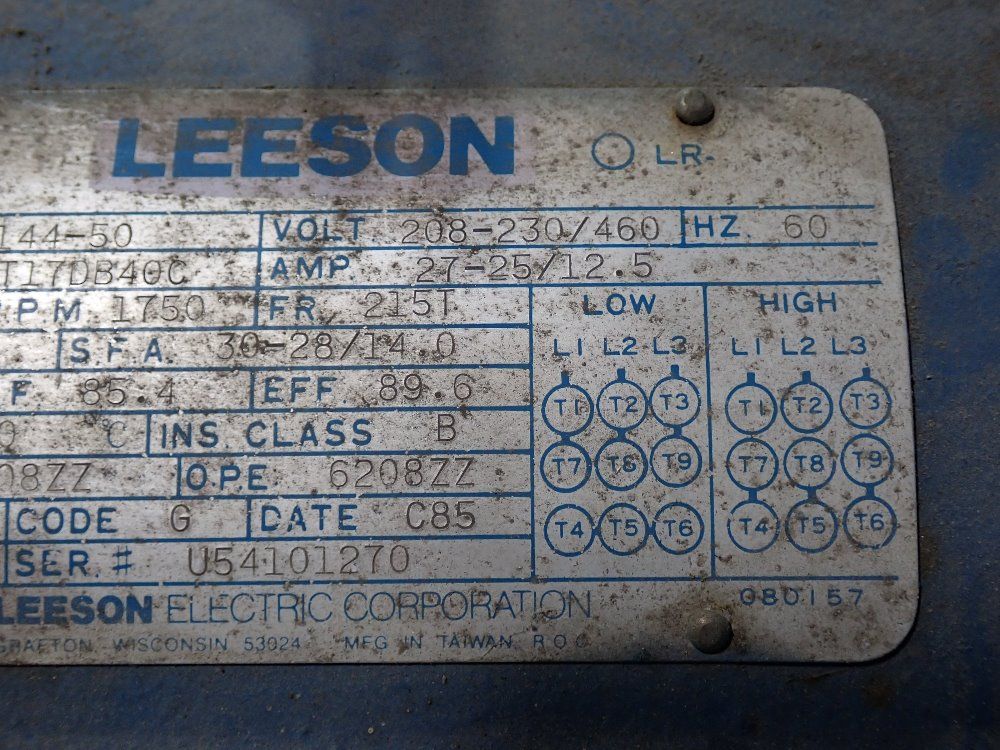 LEESON LR-
144-50 VOLT 208-230/460 HZ. 60
T17DB40C AMP. 27-25/12.5
RPM 1750 FR. 215T LOW HIGH
S.F.A. 30-28/14.0 L1 L2 L3 L1 L2 L3
F 85.4 EFF. 89.6 T1 T2 T3 T1 T2 T3
°C INS. CLASS B
08ZZ OPE 6208ZZ T7 T8 T9 T7 T8 T9
CODE G DATE C85 T4 T5 T6 T4 T5 T6
SER. # U54101270
LEESON ELECTRIC CORPORATION 080157
GRAFTON, WISCONSIN 53024 MFG IN TAIWAN R.O.C.